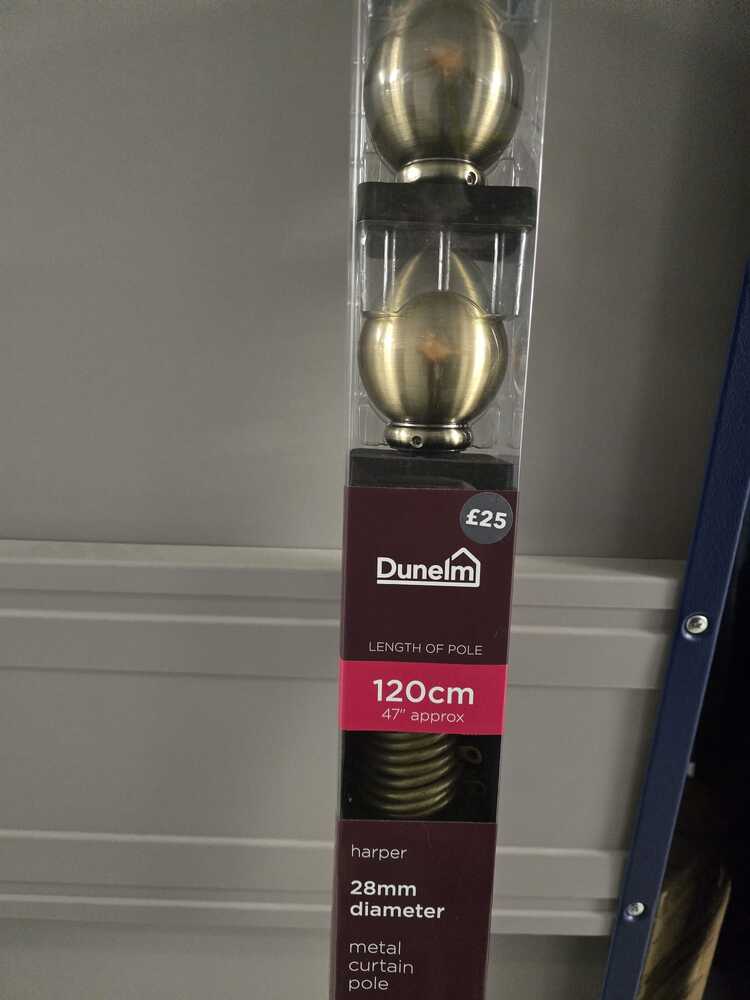 £25
Dunelm
LENGTH OF POLE
120cm
47" approx
harper
28mm
diameter
metal
curtain
pole